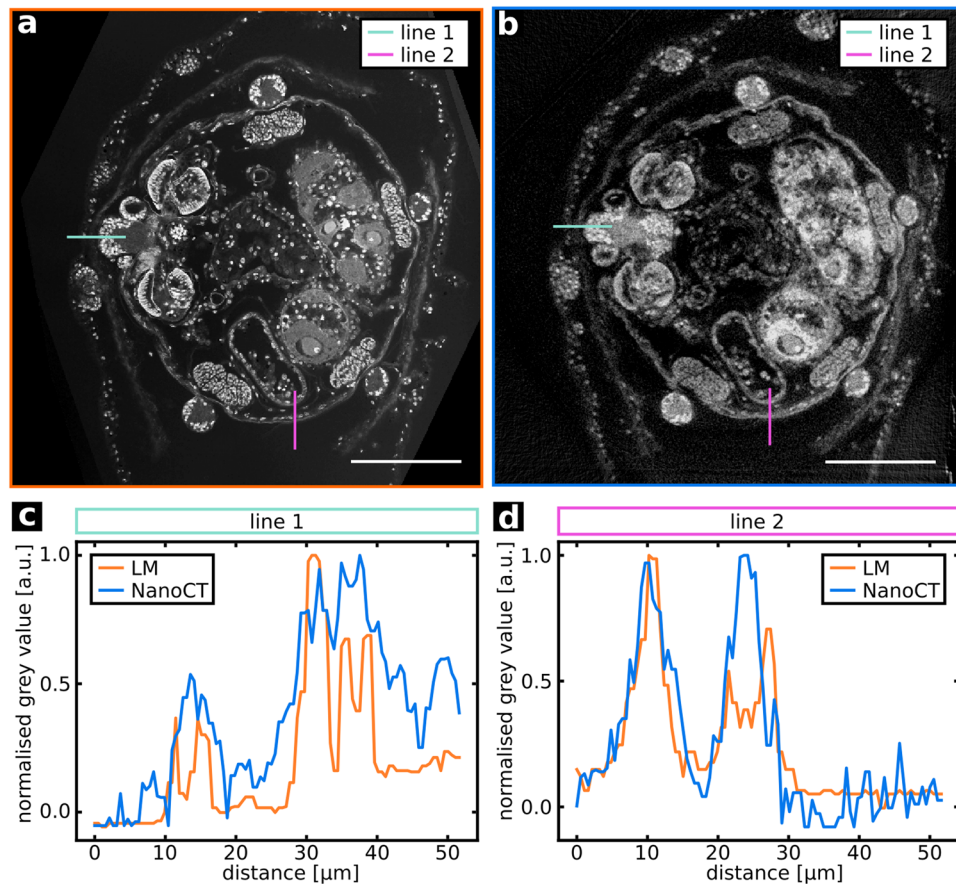 a
line 1
line 2
b
line 1
line 2
c
line 1
normalised grey value [a.u.]
1.0
0.5
0.0
LM
NanoCT
0 10 20 30 40 50
distance [μm]
d
line 2
normalised grey value [a.u.]
1.0
0.5
0.0
LM
NanoCT
0 10 20 30 40 50
distance [μm]